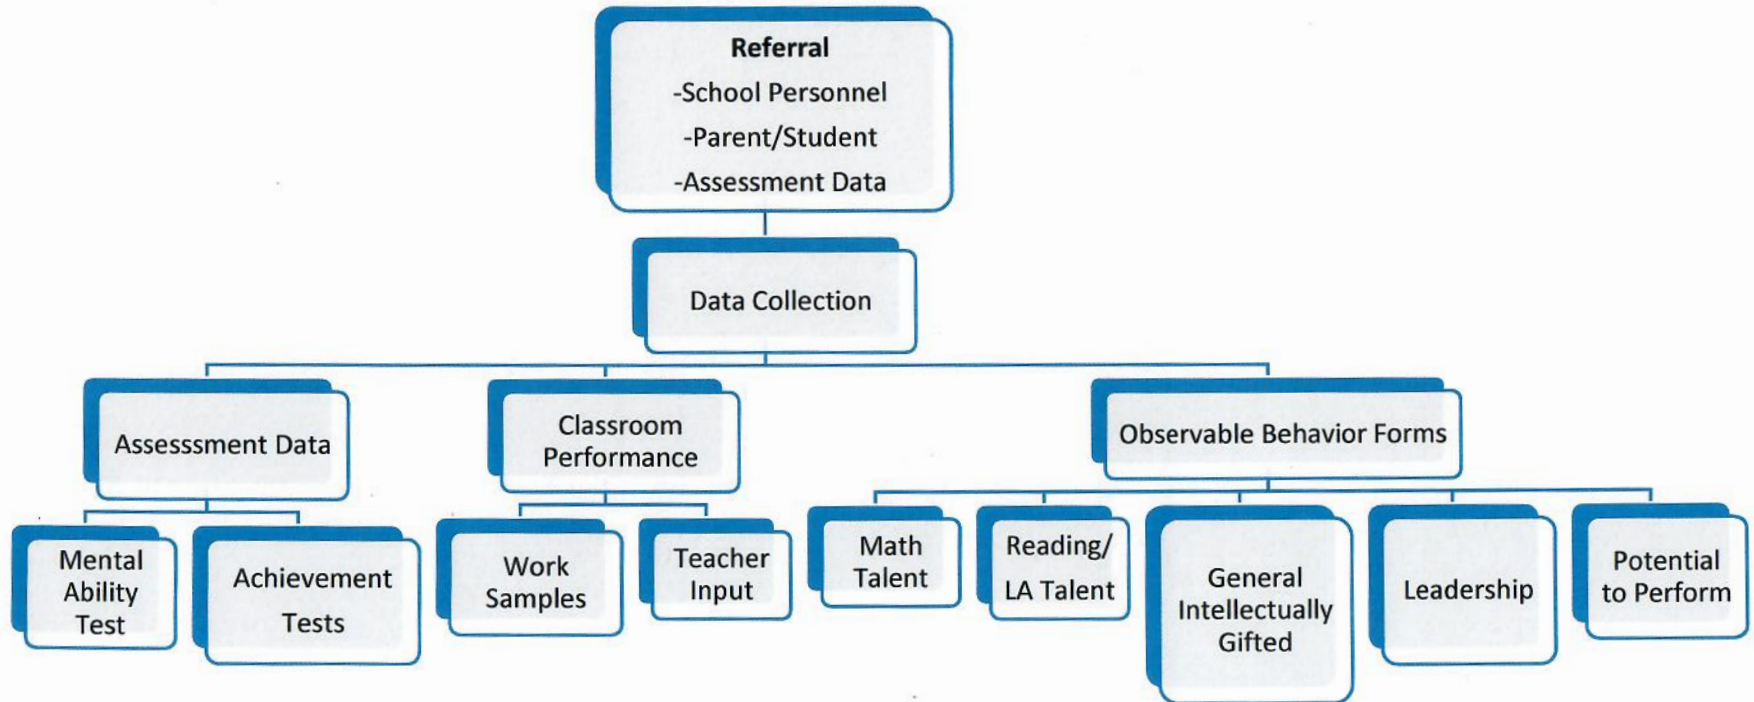 Referral
-School Personnel
-Parent/Student
-Assessment Data
Data Collection
Assesssment Data
Classroom
Performance
Observable Behavior Forms
Mental
Ability
Test
Achievement
Tests
Work
Samples
Teacher
Input
Math
Talent
Reading/
LA Talent
General
Intellectually
Gifted
Leadership
Potential
to Perform